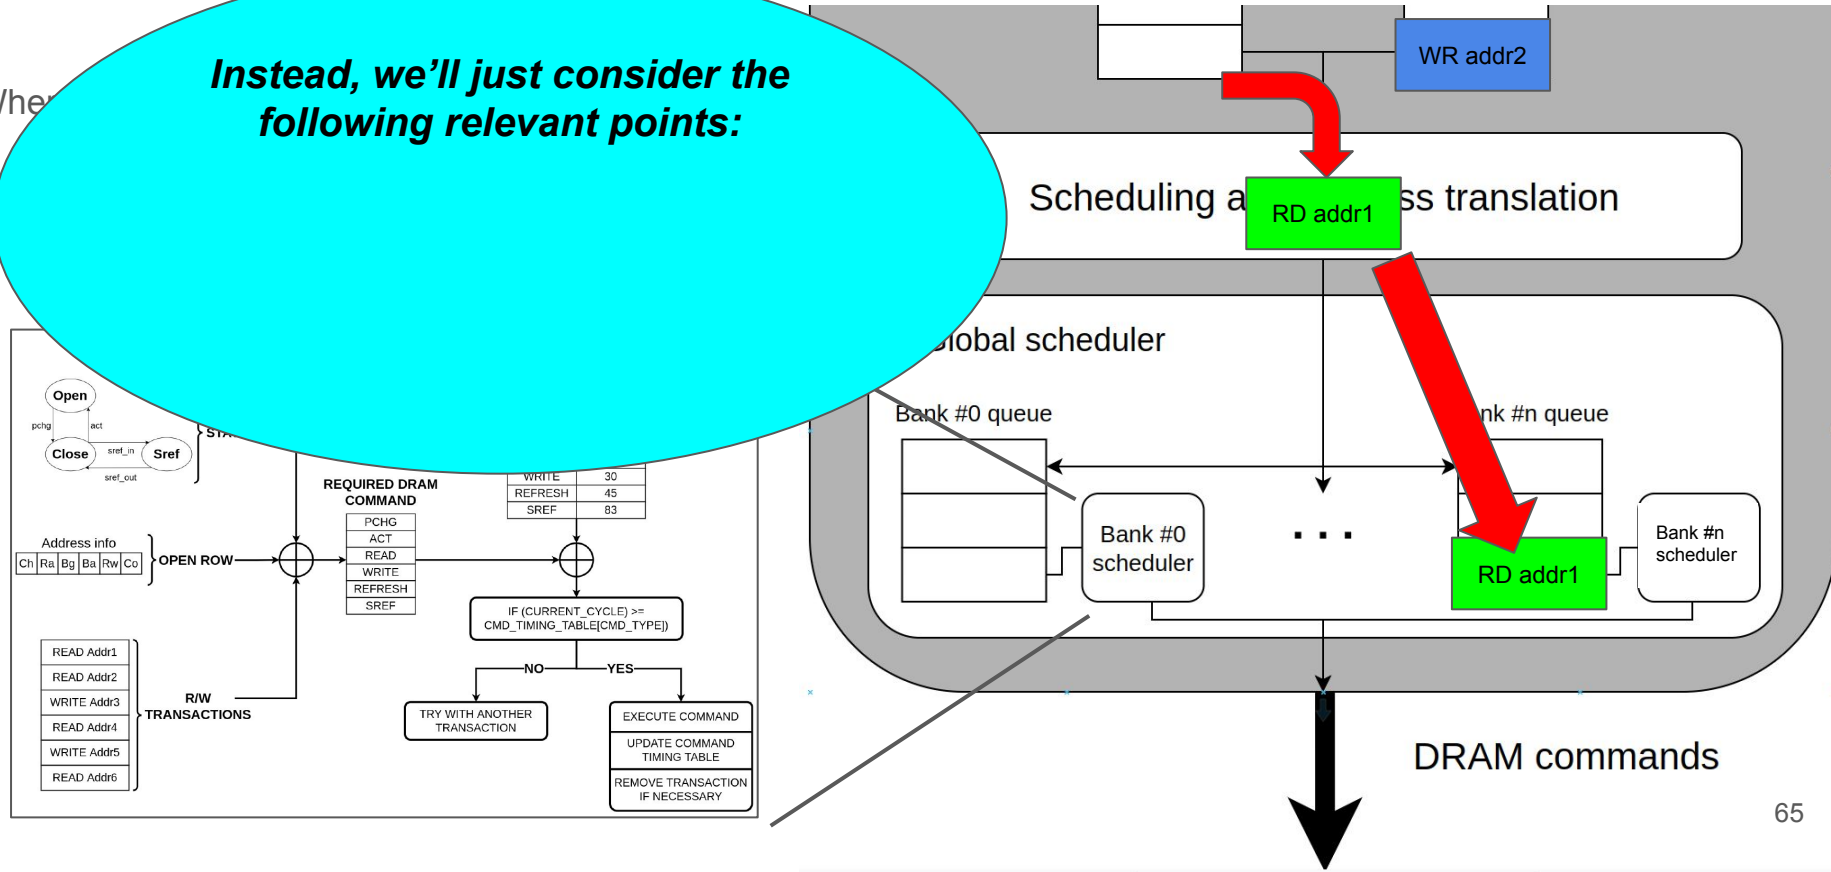 Instead, we'll just consider the
following relevant points:
WR addr2
Scheduling a
ss translation
RD addr1
Global scheduler
Bank #0 queue
nk #n queue
Bank #0
scheduler
. . .
Bank #n
scheduler
RD addr1
DRAM commands
65
Open
pchg
act
Close
sref_in
Sref
sref_out
STA
Address info
Ch Ra Bg Ba Rw Co
OPEN ROW
READ Addr1
READ Addr2
WRITE Addr3
READ Addr4
WRITE Addr5
READ Addr6
R/W
TRANSACTIONS
REQUIRED DRAM
COMMAND
PCHG
ACT
READ
WRITE
REFRESH
SREF
WRITE 30
REFRESH 45
SREF 83
IF (CURRENT_CYCLE) >=
CMD_TIMING_TABLE[CMD_TYPE])
NO
YES
TRY WITH ANOTHER
TRANSACTION
EXECUTE COMMAND
UPDATE COMMAND
TIMING TABLE
REMOVE TRANSACTION
IF NECESSARY